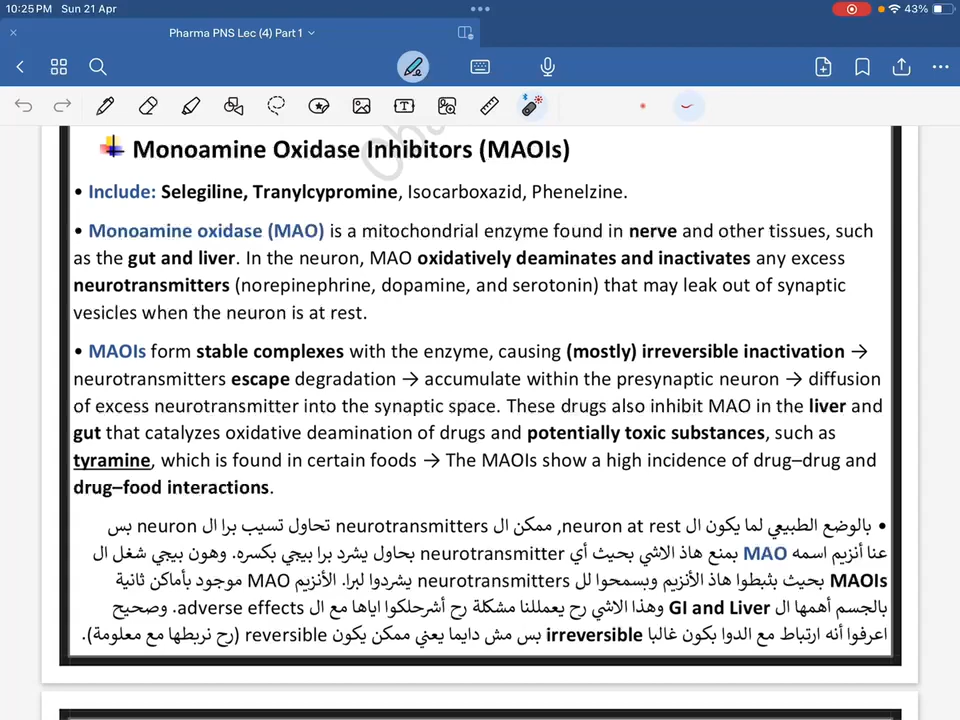 10:25 PM Sun 21 Apr
43%
Pharma PNS Lec (4) Part 1
Monoamine Oxidase Inhibitors (MAOIs)
• Include: Selegiline, Tranylcypromine, Isocarboxazid, Phenelzine.
• Monoamine oxidase (MAO) is a mitochondrial enzyme found in nerve and other tissues, such
as the gut and liver. In the neuron, MAO oxidatively deaminates and inactivates any excess
neurotransmitters (norepinephrine, dopamine, and serotonin) that may leak out of synaptic
vesicles when the neuron is at rest.
• MAOIs form stable complexes with the enzyme, causing (mostly) irreversible inactivation →
neurotransmitters escape degradation → accumulate within the presynaptic neuron → diffusion
of excess neurotransmitter into the synaptic space. These drugs also inhibit MAO in the liver and
gut that catalyzes oxidative deamination of drugs and potentially toxic substances, such as
tyramine, which is found in certain foods → The MAOIs show a high incidence of drug–drug and
drug–food interactions.
• بالوضع الطبيعي لما يكون ال neuron at rest, ممكن ال neurotransmitters تحاول تسيب برا ال neuron بس
عنا أنزيم اسمه MAO بمنع هاذ الاشي بحيث أي neurotransmitter بحاول يشرد برا بيجي بكسره. وهون بيجي شغل ال
MAOIs بحيث بثبطوا هاذ الأنزيم وبسمحوا لل neurotransmitters يشردوا لبرا. الأنزيم MAO موجود بأماكن ثانية
بالجسم أهمها ال GI and Liver وهذا الاشي رح يعمللنا مشكلة رح أشرحلكوا اياها مع ال adverse effects. وصحيح
اعرفوا أنه ارتباط مع الدوا بكون غالبا irreversible بس مش دايما يعني ممكن يكون reversible (رح نربطها مع معلومة).